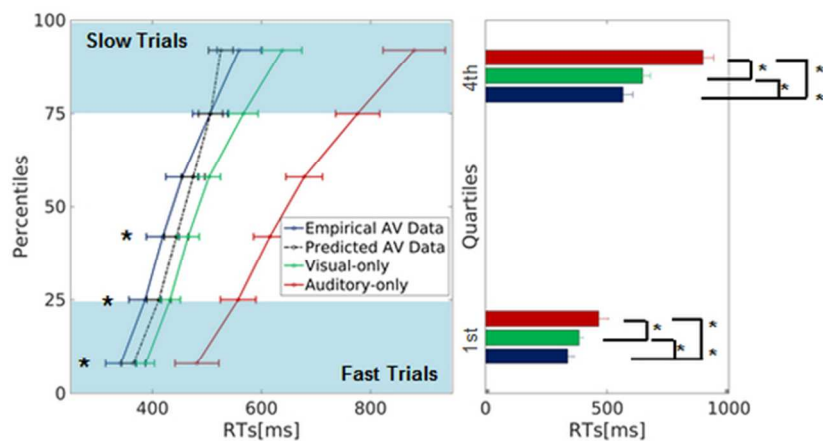 100
75
50
25
0
Percentiles
Slow Trials
*
*
*
Empirical AV Data
Predicted AV Data
Visual-only
Auditory-only
Fast Trials
400
600
800
RTs[ms]
4th
Quartiles
1st
*
*
*
*
*
*
*
*
0
500
1000
RTs[ms]